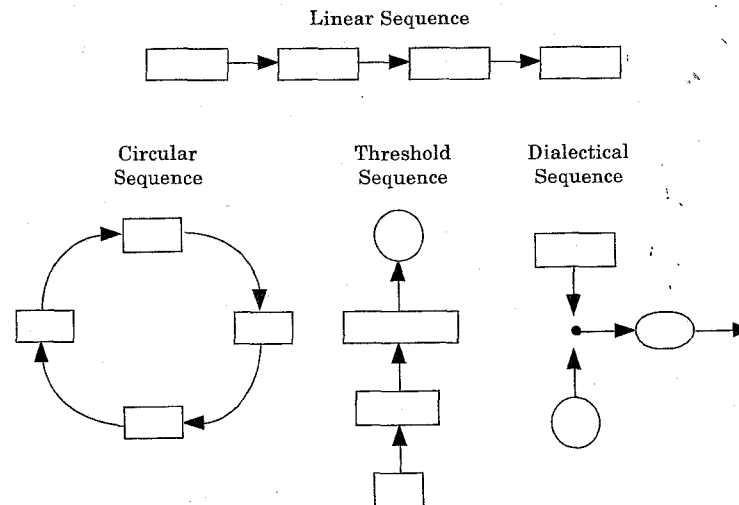 Linear Sequence
Circular
Sequence
Threshold
Sequence
Dialectical
Sequence